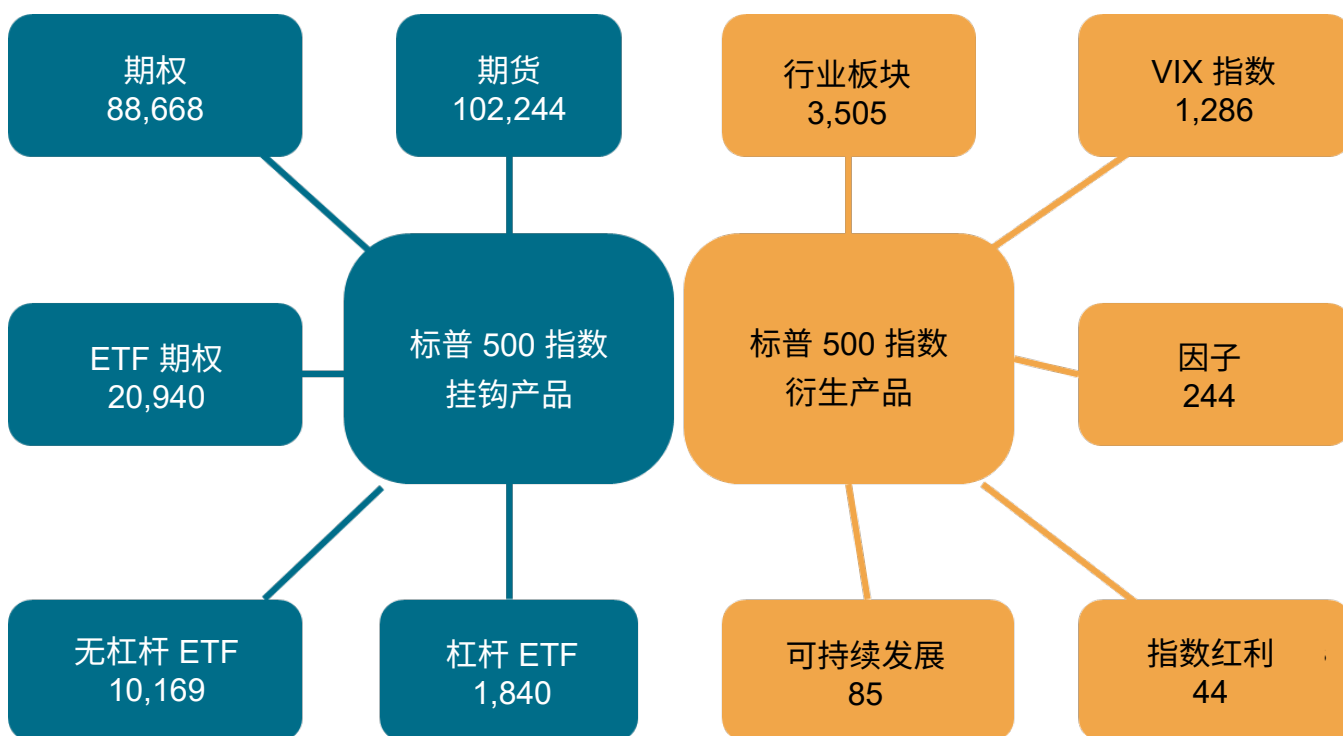 期权
88,668
期货
102,244
行业板块
3,505
VIX 指数
1,286
ETF 期权
20,940
标普 500 指数
挂钩产品
标普 500 指数
衍生产品
因子
244
无杠杆 ETF
10,169
杠杆 ETF
1,840
可持续发展
85
指数红利
44